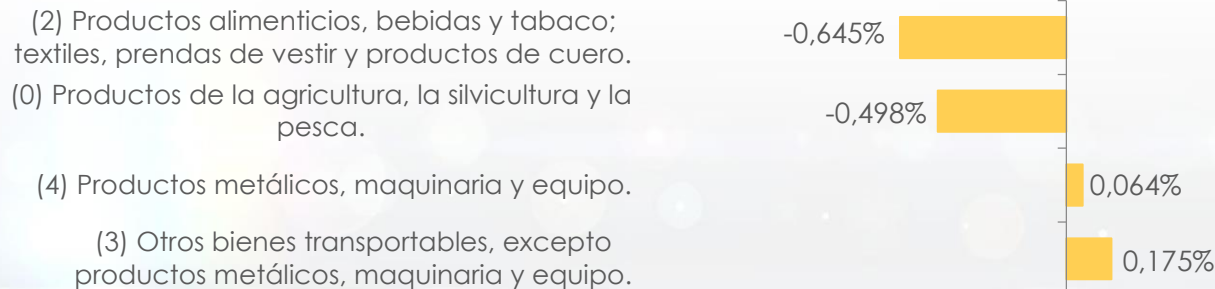 (2) Productos alimenticios, bebidas y tabaco;
textiles, prendas de vestir y productos de cuero.
-0,645%
(0) Productos de la agricultura, la silvicultura y la
pesca.
-0,498%
(4) Productos metálicos, maquinaria y equipo.
0,064%
(3) Otros bienes transportables, excepto
productos metálicos, maquinaria y equipo.
0,175%